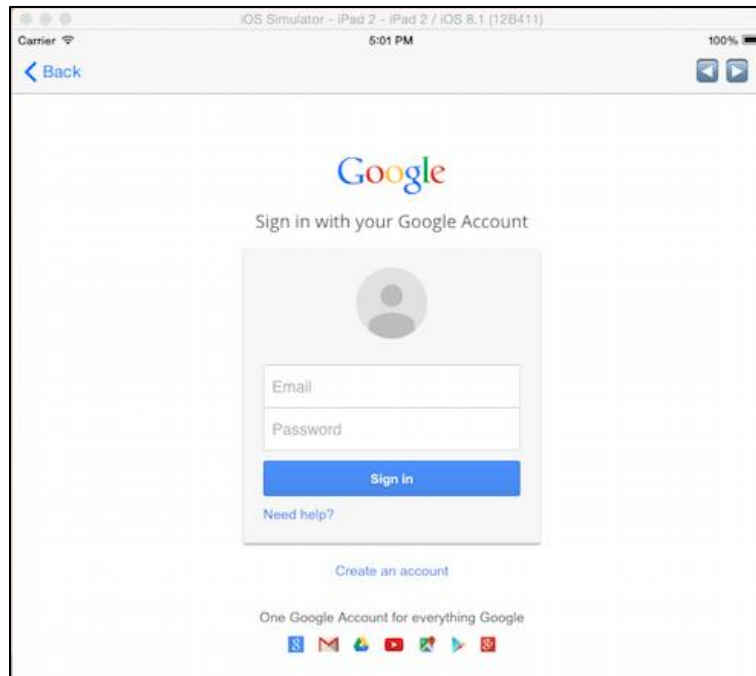 iOS Simulator - iPad 2 - iPad 2 / iOS 8.1 (12B411)
Carrier 5:01 PM 100%
Back
Google
Sign in with your Google Account
Email
Password
Sign in
Need help?
Create an account
One Google Account for everything Google